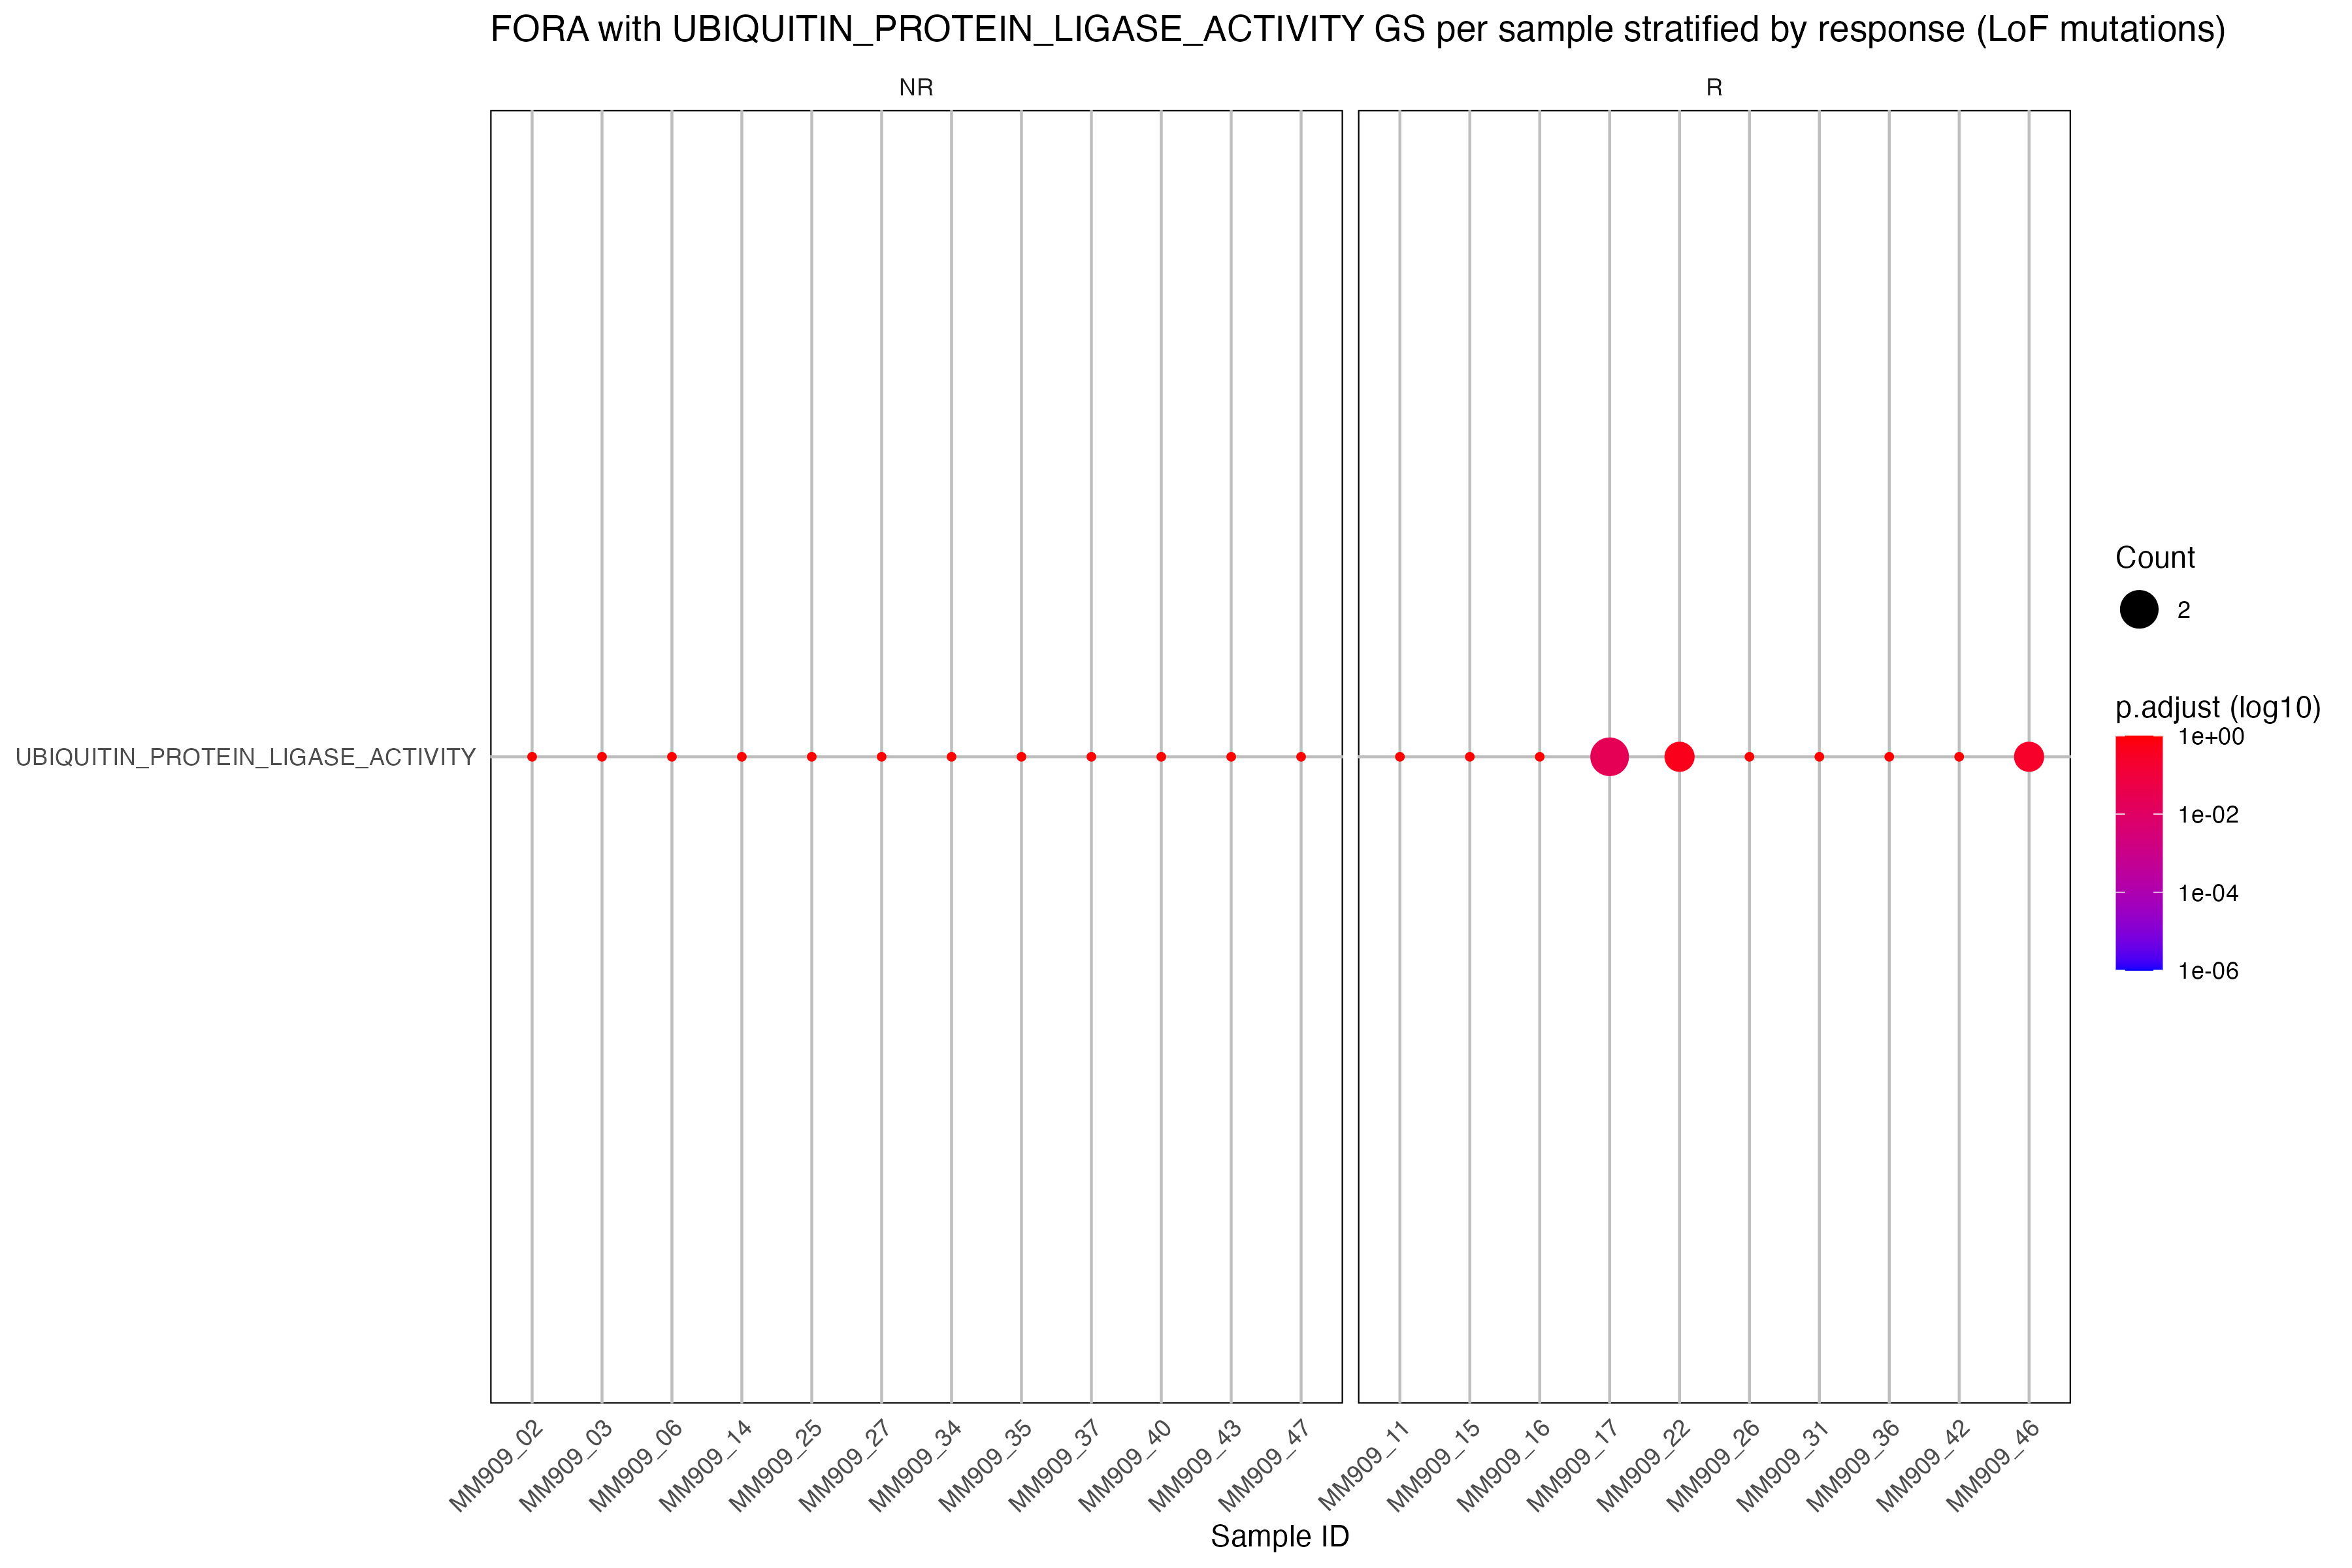 FORA with UBIQUITIN_PROTEIN_LIGASE_ACTIVITY GS per sample stratified by response (LoF mutations)
NR
R
UBIQUITIN_PROTEIN_LIGASE_ACTIVITY
Count
2
p.adjust (log10)
1e+00
1e-02
1e-04
1e-06
MM909_02
MM909_03
MM909_06
MM909_14
MM909_25
MM909_27
MM909_34
MM909_35
MM909_37
MM909_40
MM909_43
MM909_47
MM909_11
MM909_15
MM909_16
MM909_17
MM909_22
MM909_26
MM909_31
MM909_36
MM909_42
MM909_46
Sample ID